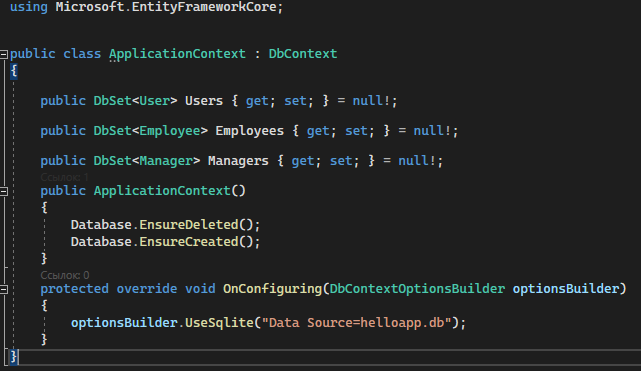 using Microsoft.EntityFrameworkCore;
public class ApplicationContext : DbContext
{
public DbSet<User> Users { get; set; } = null!;
public DbSet<Employee> Employees { get; set; } = null!;
public DbSet<Manager> Managers { get; set; } = null!;
Ссылок: 1
public ApplicationContext()
{
Database.EnsureDeleted();
Database.EnsureCreated();
}
Ссылок: 0
protected override void OnConfiguring(DbContextOptionsBuilder optionsBuilder)
{
optionsBuilder.UseSqlite("Data Source=helloapp.db");
}
}